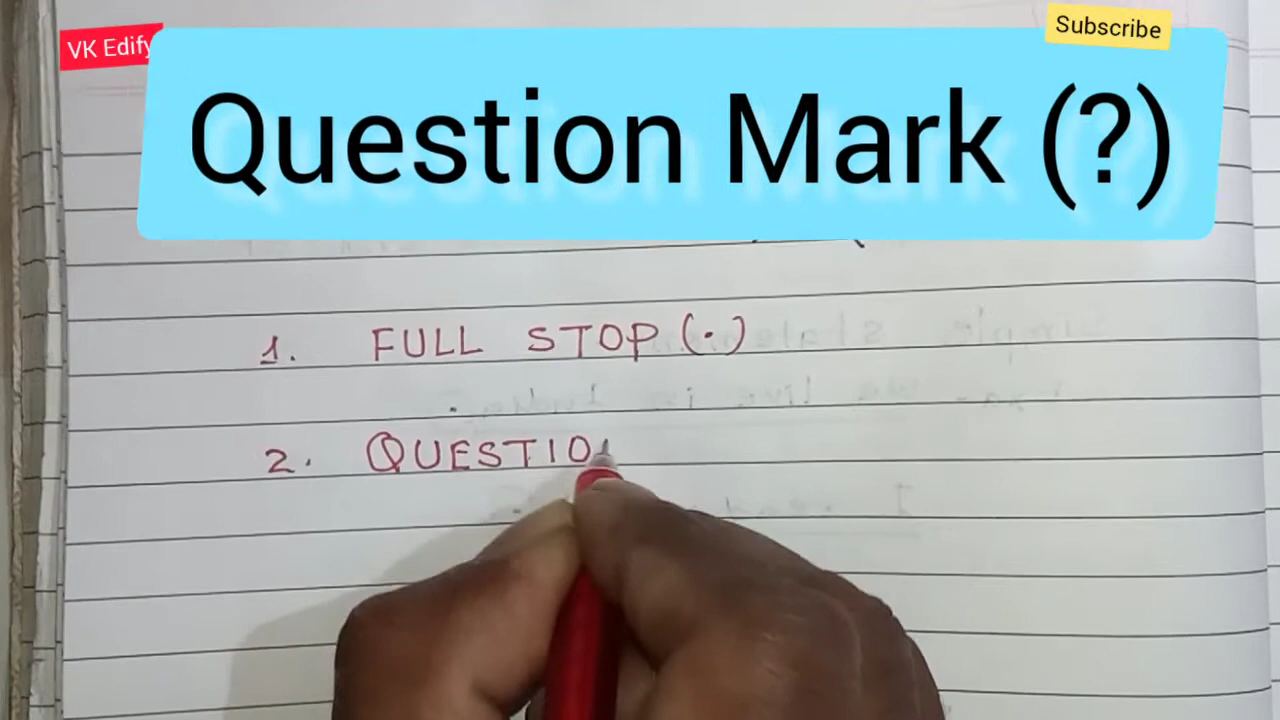 VK Edify
Subscribe
Question Mark (?)
1. FULL STOP (.)
2. QUESTIO